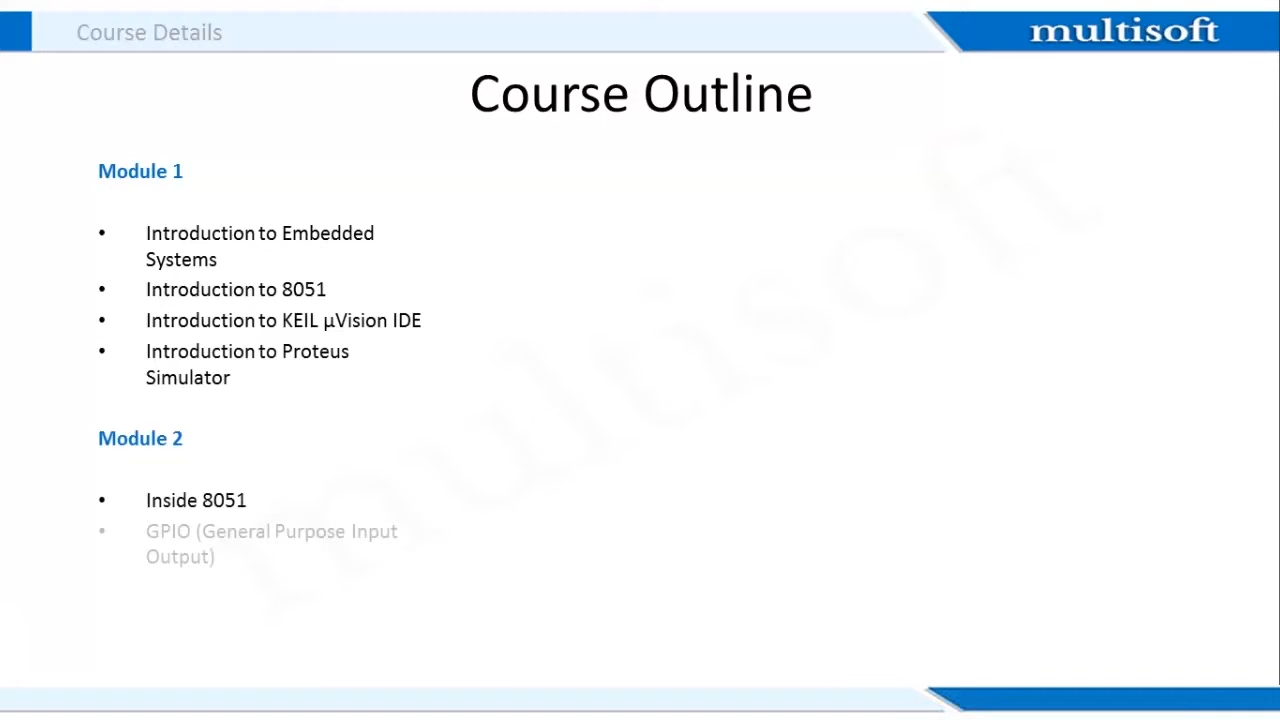 Course Details
multisoft
Course Outline
Module 1
• Introduction to Embedded
Systems
• Introduction to 8051
• Introduction to KEIL µVision IDE
• Introduction to Proteus
Simulator
Module 2
• Inside 8051
• GPIO (General Purpose Input
Output)
multisoft